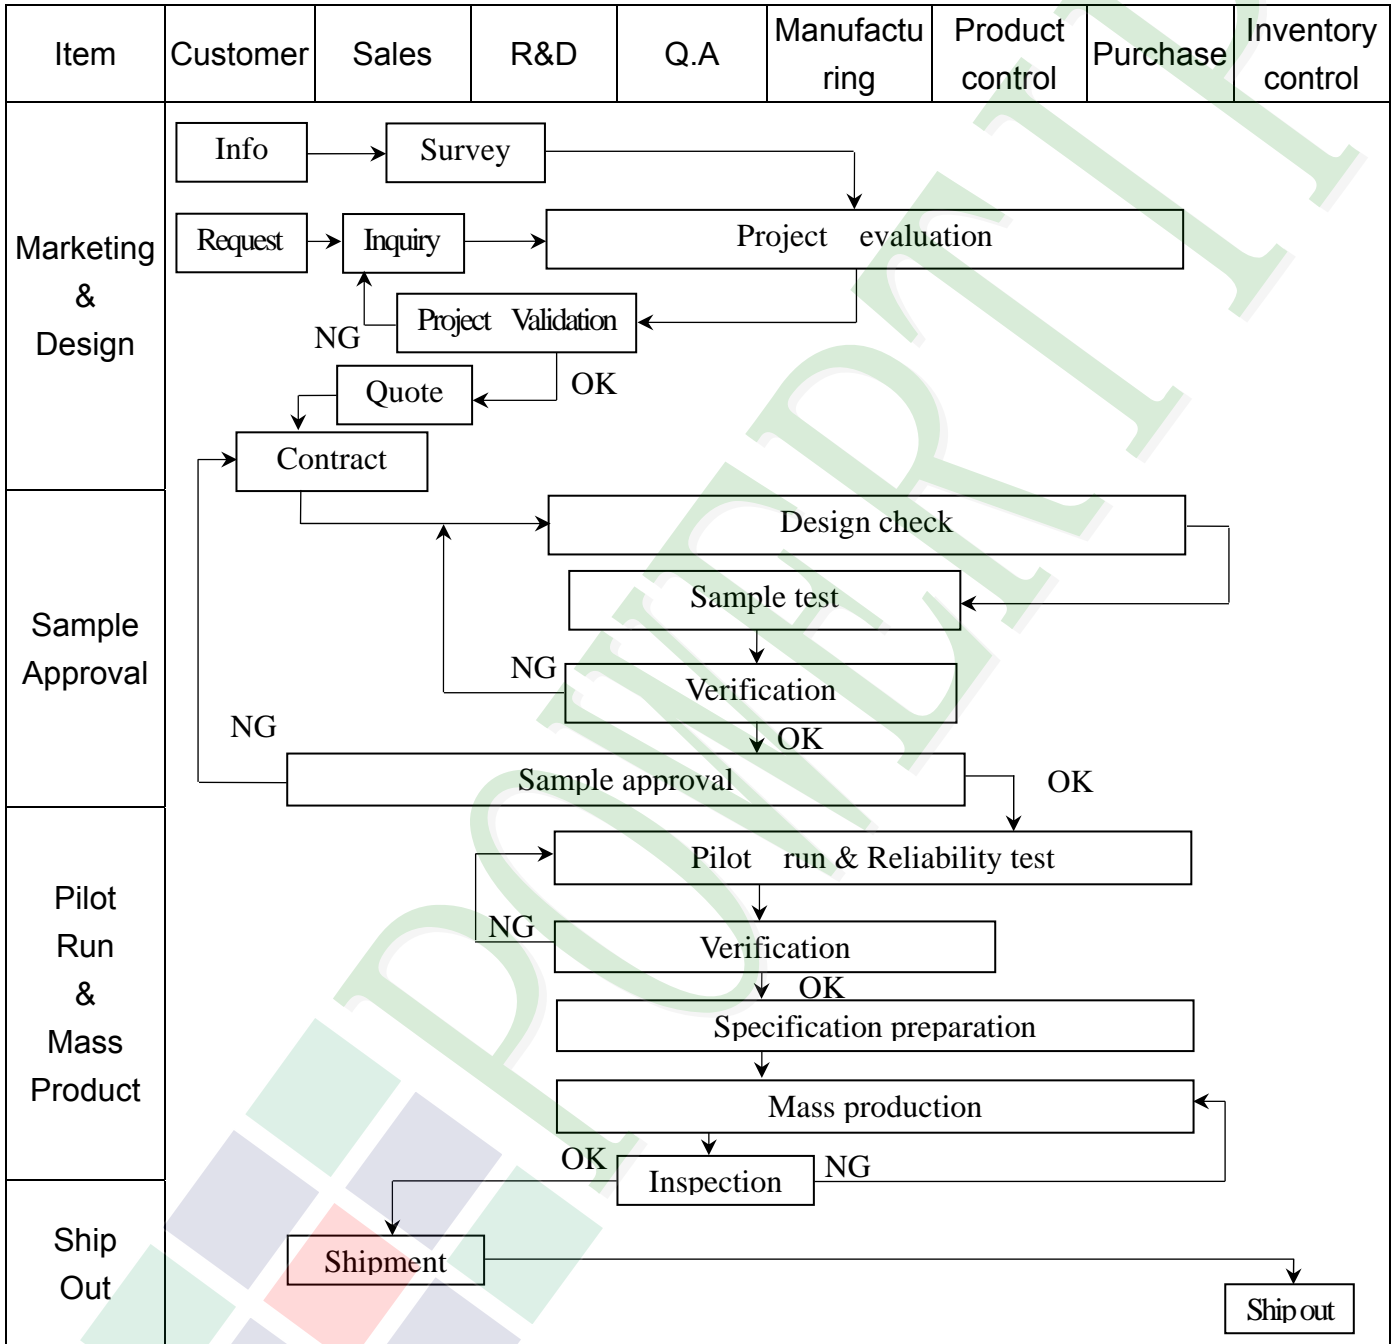 Item Customer Sales R&D Q.A Manufactu
ring Product
control Purchase Inventory
control
Marketing
&
Design
Info Survey
Request Inquiry Project evaluation
NG Project Validation
Quote OK
Contract
Sample
Approval
Design check
Sample test
NG Verification
NG OK
Sample approval OK
Pilot
Run
&
Mass
Product
Pilot run & Reliability test
NG Verification
OK
Specification preparation
Mass production
OK Inspection NG
Ship
Out
Shipment
Ship out
POWERTIP